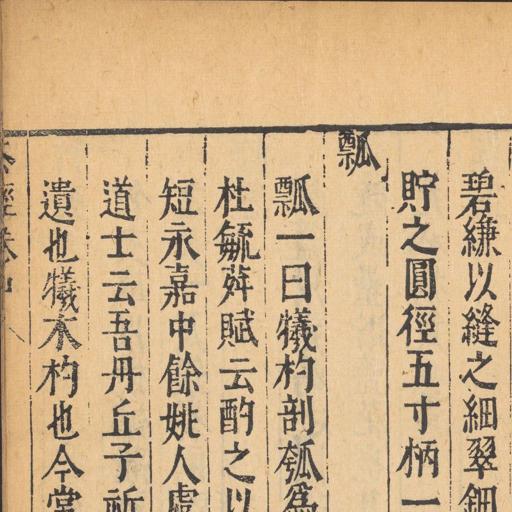 碧縑以縫之細翠鈿
貯之圓徑五寸柄一
瓢
瓢一曰犧杓剖瓠爲
杜毓荈賦云酌之以
短永嘉中餘姚人虞
道士云吾丹丘子祈
遺也犧木杓也今常
茶經卷中